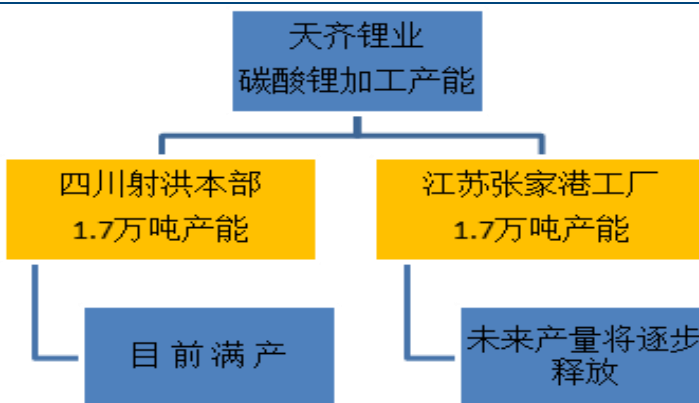 天齐锂业
碳酸锂加工产能
四川射洪本部
1.7万吨产能
江苏张家港工厂
1.7万吨产能
目前满产
未来产量将逐步
释放